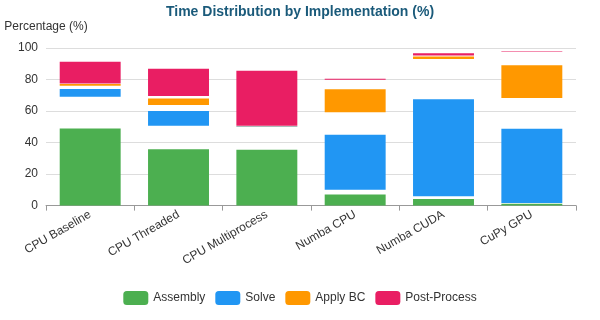 Time Distribution by Implementation (%)
Percentage (%)
100
80
60
40
20
0
CPU Baseline
CPU Threaded
CPU Multiprocess
Numba CPU
Numba CUDA
CuPy GPU
Assembly
Solve
Apply BC
Post-Process